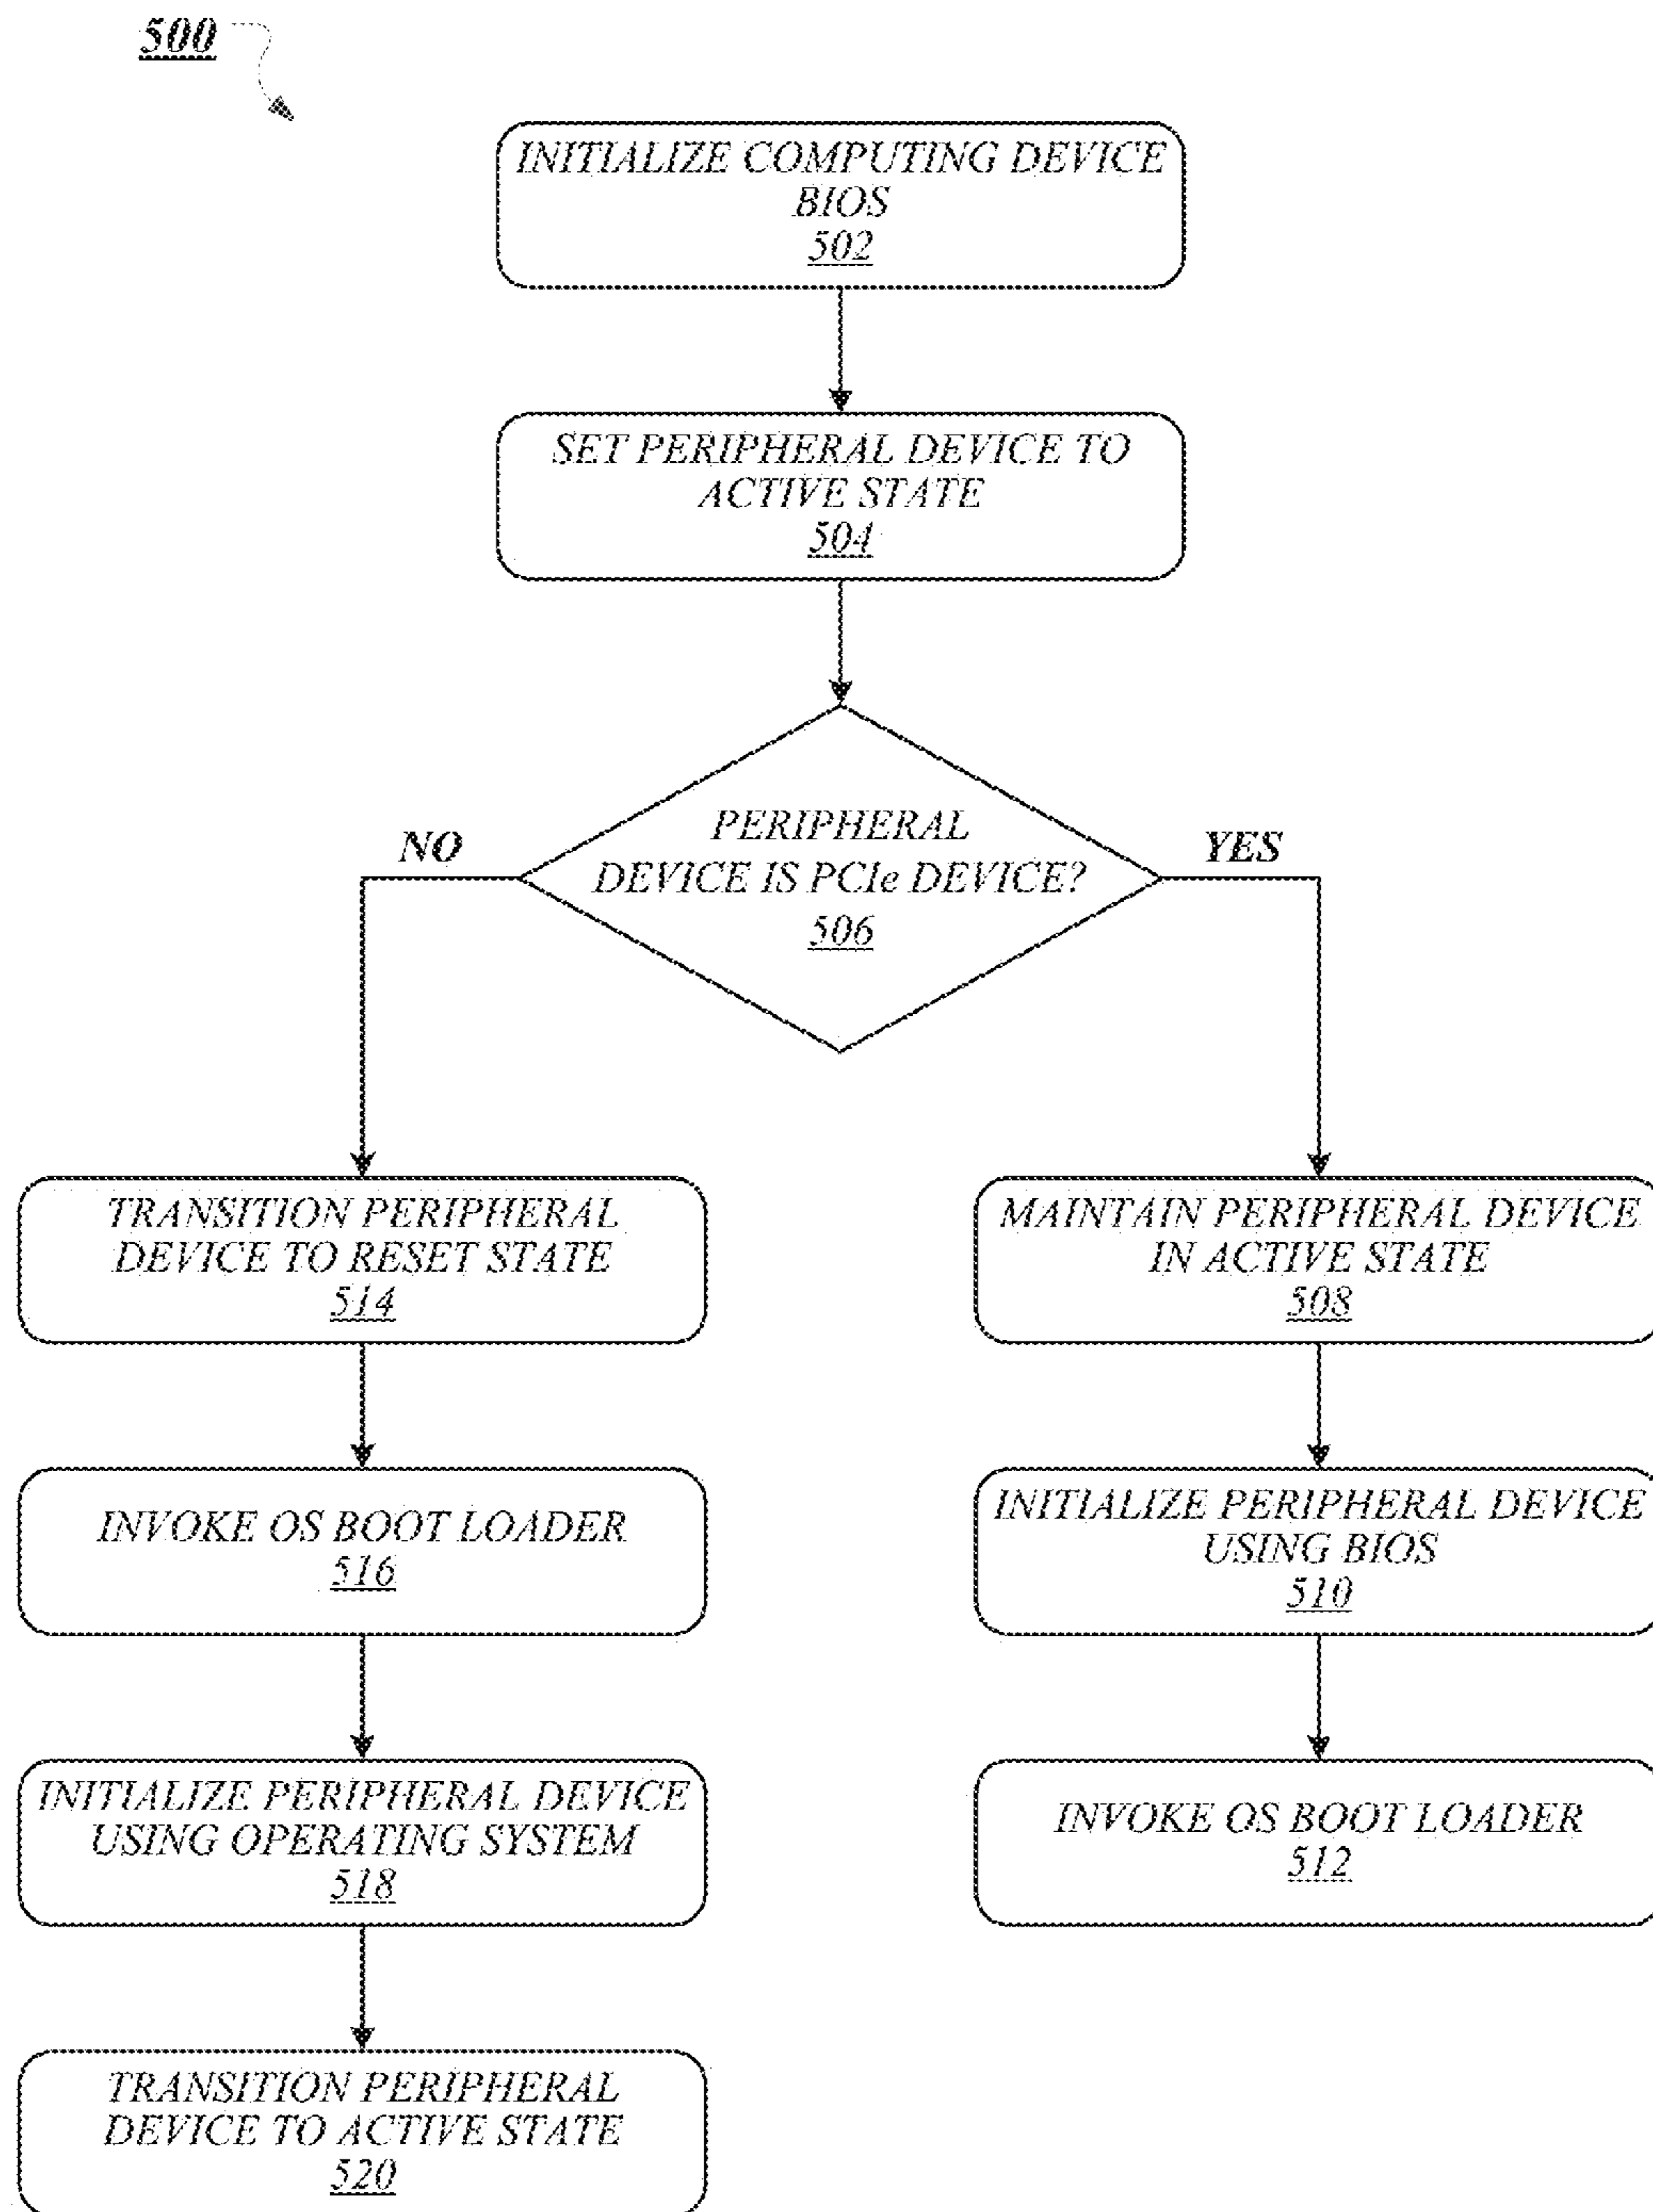 500
INITIALIZE COMPUTING DEVICE
BIOS
502
SET PERIPHERAL DEVICE TO
ACTIVE STATE
504
PERIPHERAL
DEVICE IS PCIe DEVICE?
506
NO
YES
TRANSITION PERIPHERAL
DEVICE TO RESET STATE
514
MAINTAIN PERIPHERAL DEVICE
IN ACTIVE STATE
508
INVOKE OS BOOT LOADER
516
INITIALIZE PERIPHERAL DEVICE
USING BIOS
510
INITIALIZE PERIPHERAL DEVICE
USING OPERATING SYSTEM
518
INVOKE OS BOOT LOADER
512
TRANSITION PERIPHERAL
DEVICE TO ACTIVE STATE
520